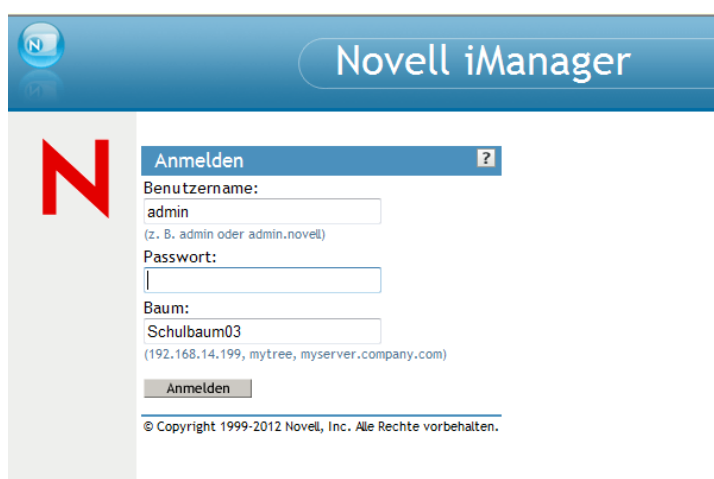 N
Novell iManager
N
Anmelden ?
Benutzername:
admin
(z. B. admin oder admin.novell)
Passwort:
Baum:
Schulbaum03
(192.168.14.199, mytree, myserver.company.com)
Anmelden
© Copyright 1999-2012 Novell, Inc. Alle Rechte vorbehalten.